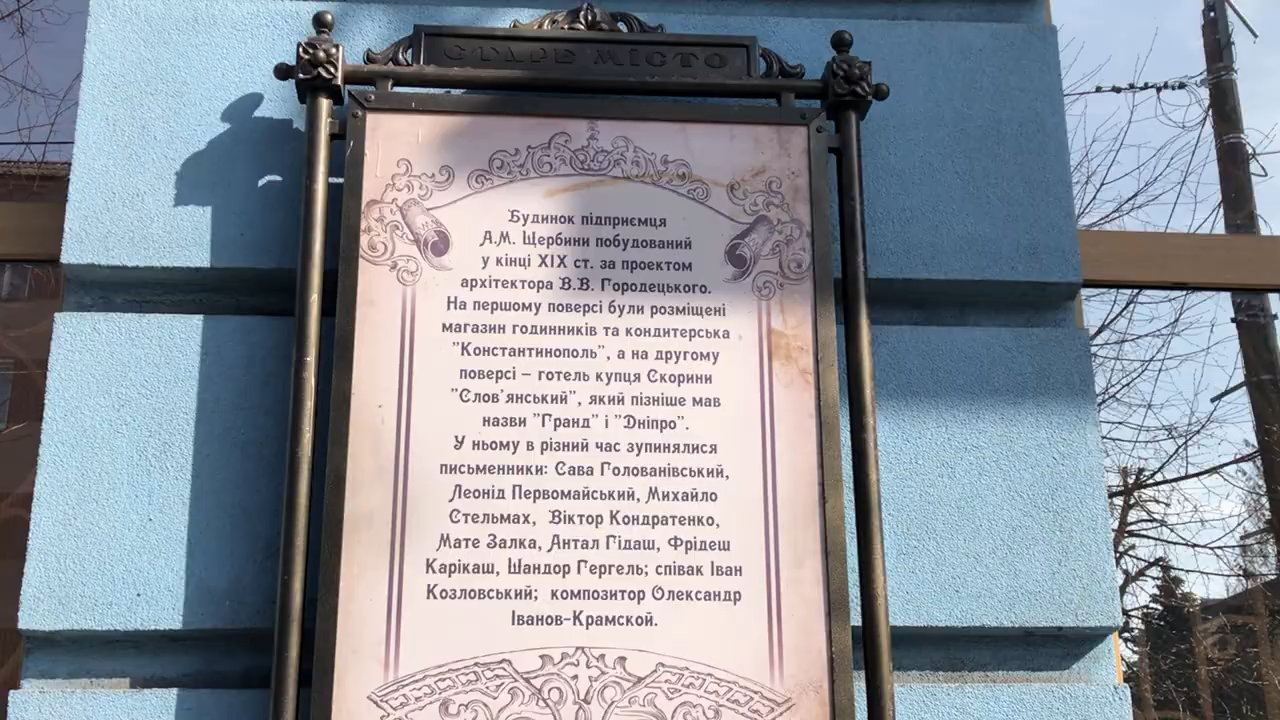 СТАРЕ МІСТО
Будинок підприємця
А.М. Щербини побудований
у кінці XIX ст. за проектом
архітектора В.В. Городецького.
На першому поверсі були розміщені
магазин годинників та кондитерська
"Константинополь", а на другому
поверсі – готель купця Скорини
"Слов'янський", який пізніше мав
назви "Гранд" і "Дніпро".
У ньому в різний час зупинялися
письменники: Сава Голованівський,
Леонід Первомайський, Михайло
Стельмах, Віктор Кондратенко,
Мате Залка, Антал Гідаш, Фрідеш
Карікаш, Шандор Гергель; співак Іван
Козловський; композитор Олександр
Іванов-Крамской.